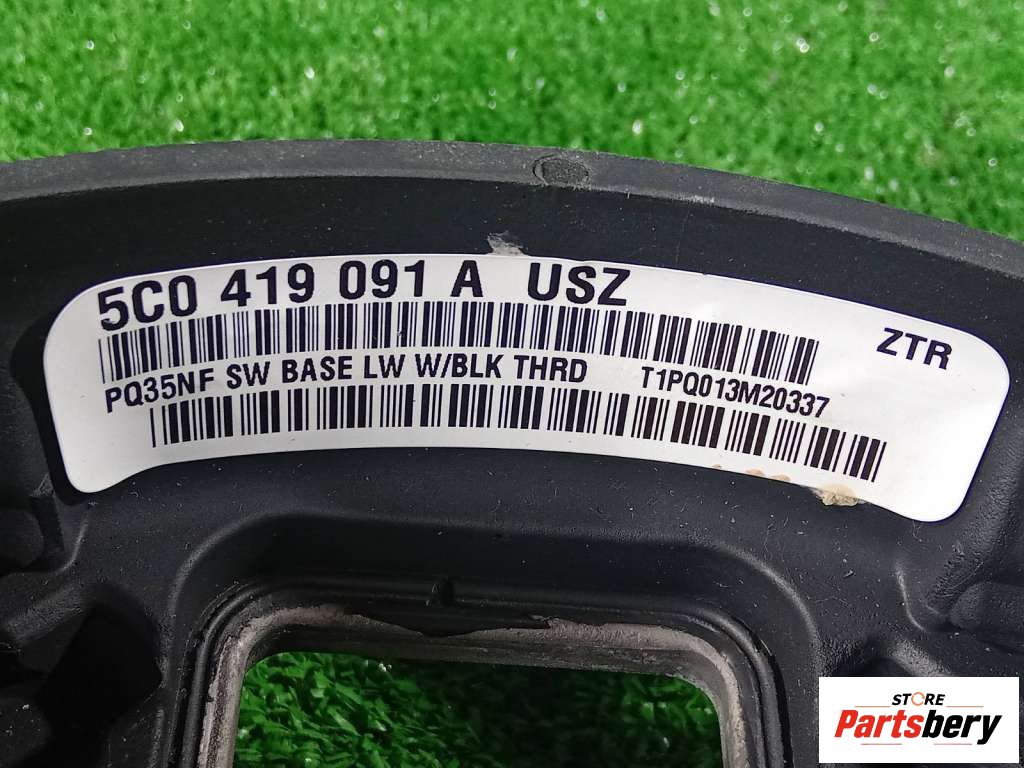 5C0 419 091 A USZ
ZTR
PQ35NF SW BASE LW W/BLK THRD T1PQ013M20337
STORE
Partsbery